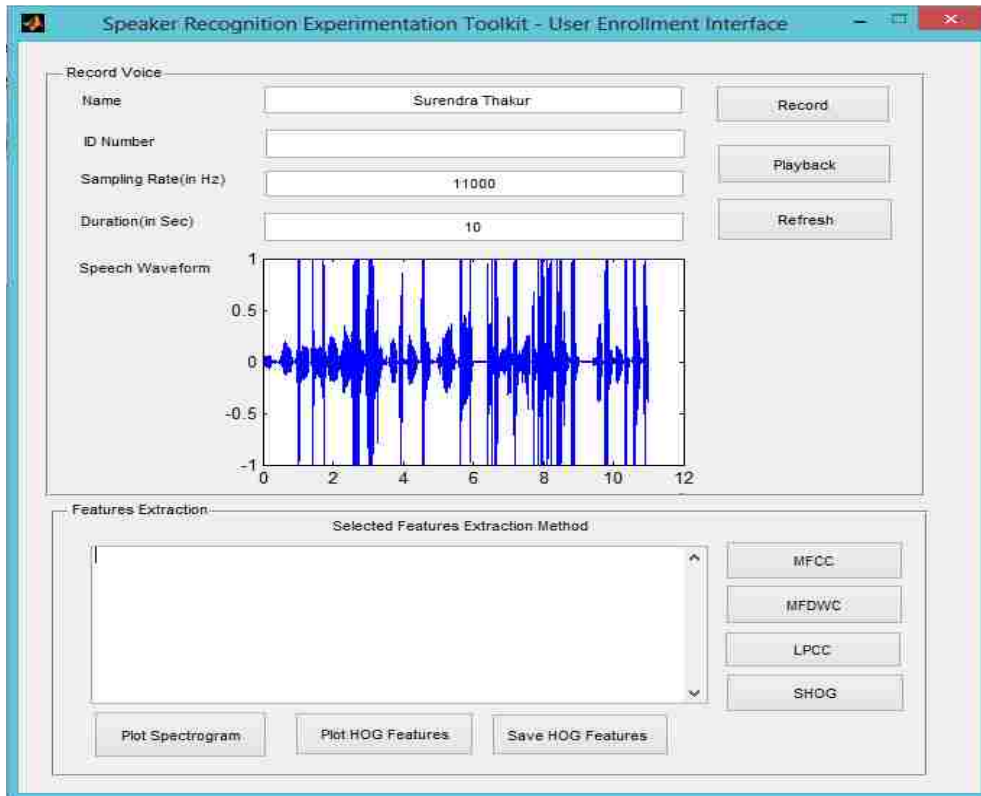 Speaker Recognition Experimentation Toolkit - User Enrollment Interface
Record Voice
Name
Surendra Thakur
Record
ID Number
Playback
Sampling Rate(in Hz)
11000
Duration(in Sec)
10
Refresh
Speech Waveform
1
0.5
0
-0.5
-1
0 2 4 6 8 10 12
Features Extraction
Selected Features Extraction Method
MFCC
MFDWC
LPCC
SHOG
Plot Spectrogram
Plot HOG Features
Save HOG Features